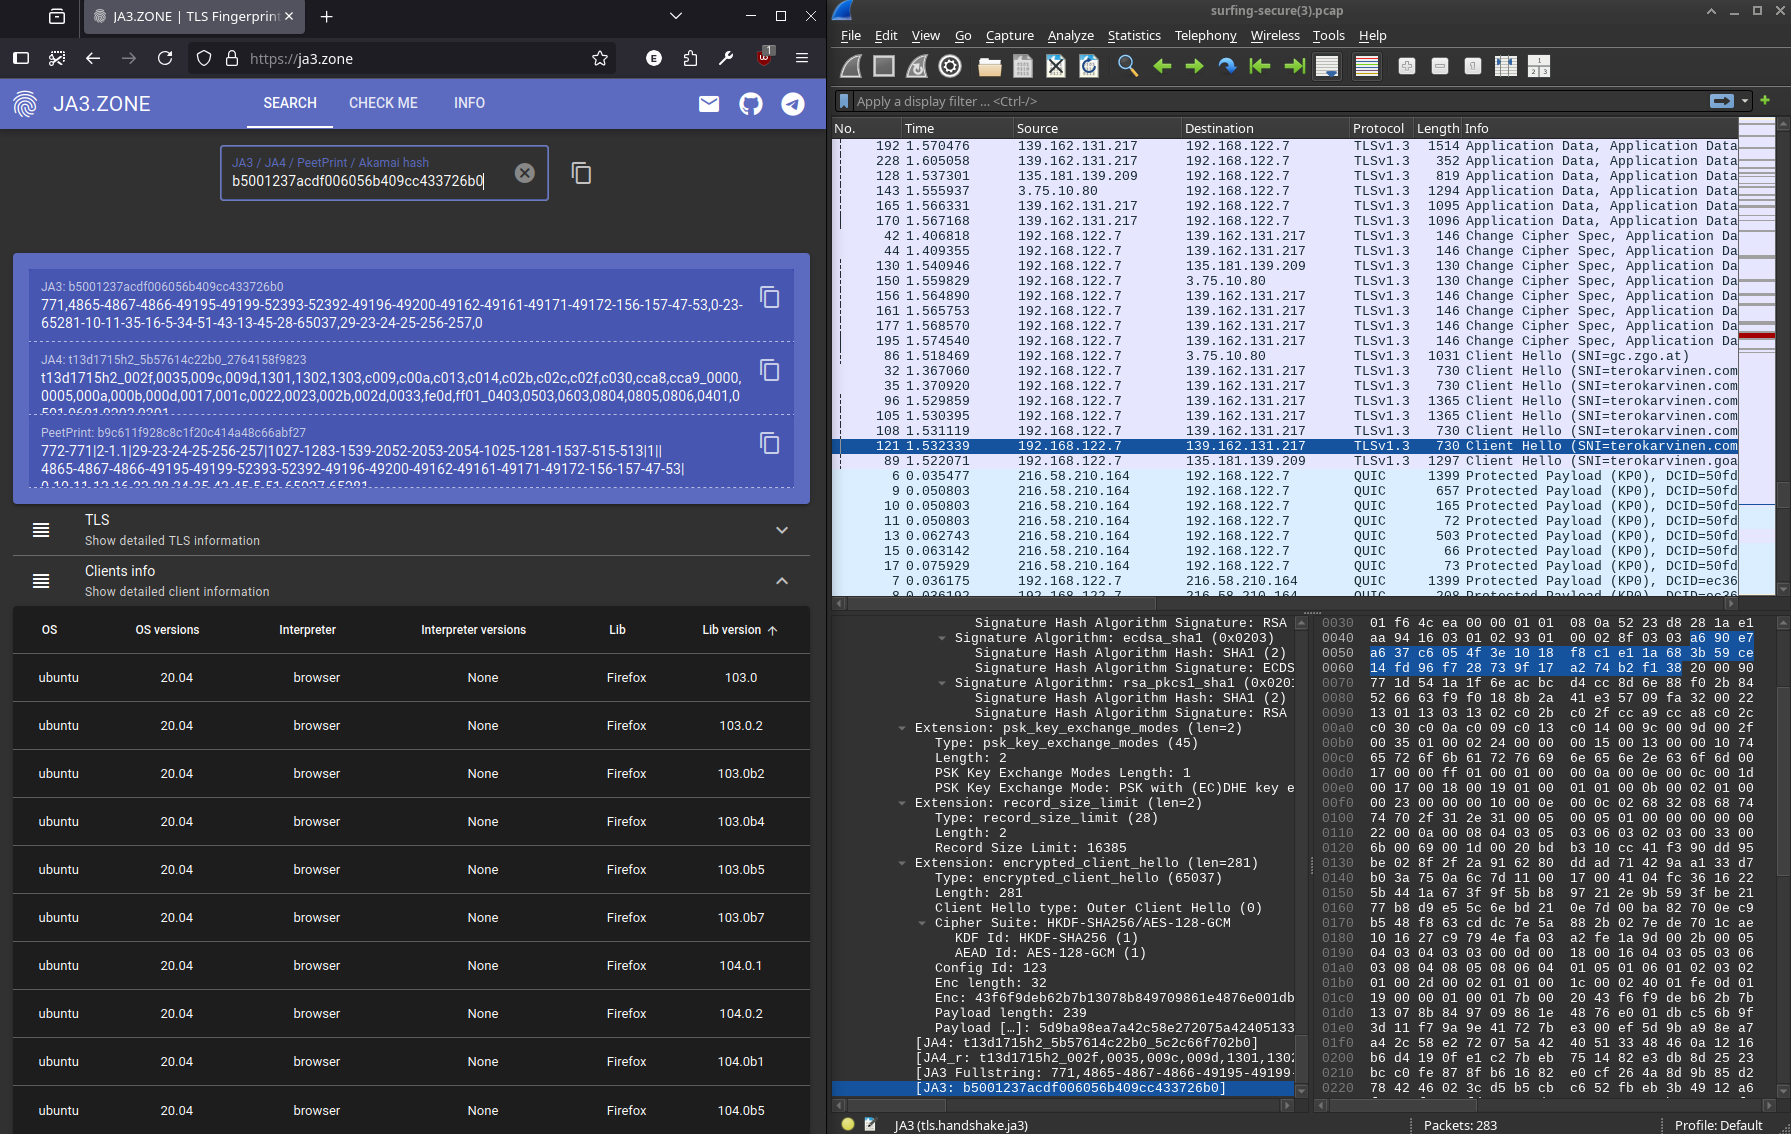 JA3.ZONE | TLS Fingerprint
https://ja3.zone
E
1
JA3.ZONE
SEARCH
CHECK ME
INFO
JA3 / JA4 / PeetPrint / Akamai hash
b5001237acdf006056b409cc433726b0
JA3: b5001237acdf006056b409cc433726b0
771,4865-4867-4866-49195-49199-52393-52392-49196-49200-49162-49161-49171-49172-156-157-47-53,0-23-
65281-10-11-35-16-5-34-51-43-13-45-28-65037,29-23-24-25-256-257,0
JA4: t13d1715h2_5b57614c22b0_2764158f9823
t13d1715h2_002f,0035,009c,009d,1301,1302,1303,c009,c00a,c013,c014,c02b,c02c,c02f,c030,cca8,cca9_0000,
0005,000a,000b,000d,0017,001c,0022,0023,002b,002d,0033,fe0d,ff01_0403,0503,0603,0804,0805,0806,0401,0
501,0601,0203,0201
PeetPrint: b9c611f928c8c1f20c414a48c66abf27
772-771|2-1.1|29-23-24-25-256-257|1027-1283-1539-2052-2053-2054-1025-1281-1537-515-513|1||
4865-4867-4866-49195-49199-52393-52392-49196-49200-49162-49161-49171-49172-156-157-47-53|
0-10-11-13-16-23-28-34-35-43-45-5-51-65037-65281
TLS
Show detailed TLS information
Clients info
Show detailed client information
OS OS versions Interpreter Interpreter versions Lib Lib version
ubuntu 20.04 browser None Firefox 103.0
ubuntu 20.04 browser None Firefox 103.0.2
ubuntu 20.04 browser None Firefox 103.0b2
ubuntu 20.04 browser None Firefox 103.0b4
ubuntu 20.04 browser None Firefox 103.0b5
ubuntu 20.04 browser None Firefox 103.0b7
ubuntu 20.04 browser None Firefox 104.0.1
ubuntu 20.04 browser None Firefox 104.0.2
ubuntu 20.04 browser None Firefox 104.0b1
ubuntu 20.04 browser None Firefox 104.0b5
surfing-secure(3).pcap
File Edit View Go Capture Analyze Statistics Telephony Wireless Tools Help
Apply a display filter ... <Ctrl-/>
No. Time Source Destination Protocol Length Info
192 1.570476 139.162.131.217 192.168.122.7 TLSv1.3 1514 Application Data, Application Data
228 1.605058 139.162.131.217 192.168.122.7 TLSv1.3 352 Application Data, Application Data
128 1.537301 135.181.139.209 192.168.122.7 TLSv1.3 819 Application Data, Application Data
143 1.555937 3.75.10.80 192.168.122.7 TLSv1.3 1294 Application Data, Application Data
165 1.566331 139.162.131.217 192.168.122.7 TLSv1.3 1095 Application Data, Application Data
170 1.567168 139.162.131.217 192.168.122.7 TLSv1.3 1096 Application Data, Application Data
42 1.406818 192.168.122.7 139.162.131.217 TLSv1.3 146 Change Cipher Spec, Application Da
44 1.409355 192.168.122.7 139.162.131.217 TLSv1.3 146 Change Cipher Spec, Application Da
130 1.540946 192.168.122.7 135.181.139.209 TLSv1.3 130 Change Cipher Spec, Application Da
150 1.559829 192.168.122.7 3.75.10.80 TLSv1.3 130 Change Cipher Spec, Application Da
156 1.564890 192.168.122.7 139.162.131.217 TLSv1.3 146 Change Cipher Spec, Application Da
161 1.565753 192.168.122.7 139.162.131.217 TLSv1.3 146 Change Cipher Spec, Application Da
177 1.568570 192.168.122.7 139.162.131.217 TLSv1.3 146 Change Cipher Spec, Application Da
195 1.574540 192.168.122.7 139.162.131.217 TLSv1.3 146 Change Cipher Spec, Application Da
86 1.518469 192.168.122.7 3.75.10.80 TLSv1.3 1031 Client Hello (SNI=gc.zgo.at)
32 1.367060 192.168.122.7 139.162.131.217 TLSv1.3 730 Client Hello (SNI=terokarvinen.com
35 1.370920 192.168.122.7 139.162.131.217 TLSv1.3 730 Client Hello (SNI=terokarvinen.com
96 1.529859 192.168.122.7 139.162.131.217 TLSv1.3 1365 Client Hello (SNI=terokarvinen.com
105 1.530395 192.168.122.7 139.162.131.217 TLSv1.3 1365 Client Hello (SNI=terokarvinen.com
108 1.531119 192.168.122.7 139.162.131.217 TLSv1.3 730 Client Hello (SNI=terokarvinen.com
121 1.532339 192.168.122.7 139.162.131.217 TLSv1.3 730 Client Hello (SNI=terokarvinen.com
89 1.522071 192.168.122.7 135.181.139.209 TLSv1.3 1297 Client Hello (SNI=terokarvinen.goa
6 0.035477 216.58.210.164 192.168.122.7 QUIC 1399 Protected Payload (KP0), DCID=50fd
9 0.050803 216.58.210.164 192.168.122.7 QUIC 657 Protected Payload (KP0), DCID=50fd
10 0.050803 216.58.210.164 192.168.122.7 QUIC 165 Protected Payload (KP0), DCID=50fd
11 0.050803 216.58.210.164 192.168.122.7 QUIC 72 Protected Payload (KP0), DCID=50fd
13 0.062743 216.58.210.164 192.168.122.7 QUIC 503 Protected Payload (KP0), DCID=50fd
15 0.063142 216.58.210.164 192.168.122.7 QUIC 66 Protected Payload (KP0), DCID=50fd
17 0.075929 216.58.210.164 192.168.122.7 QUIC 73 Protected Payload (KP0), DCID=50fd
7 0.036175 192.168.122.7 216.58.210.164 QUIC 1399 Protected Payload (KP0), DCID=ec36
8 0.036192 192.168.122.7 216.58.210.164 QUIC 208 Protected Payload (KP0), DCID=ec36
Signature Hash Algorithm Signature: RSA
Signature Algorithm: ecdsa_sha1 (0x0203)
Signature Hash Algorithm Hash: SHA1 (2)
Signature Hash Algorithm Signature: ECDS
Signature Algorithm: rsa_pkcs1_sha1 (0x0201
Signature Hash Algorithm Hash: SHA1 (2)
Signature Hash Algorithm Signature: RSA
Extension: psk_key_exchange_modes (len=2)
Type: psk_key_exchange_modes (45)
Length: 2
PSK Key Exchange Modes Length: 1
PSK Key Exchange Mode: PSK with (EC)DHE key e
Extension: record_size_limit (len=2)
Type: record_size_limit (28)
Length: 2
Record Size Limit: 16385
Extension: encrypted_client_hello (len=281)
Type: encrypted_client_hello (65037)
Length: 281
Client Hello type: Outer Client Hello (0)
Cipher Suite: HKDF-SHA256/AES-128-GCM
KDF Id: HKDF-SHA256 (1)
AEAD Id: AES-128-GCM (1)
Config Id: 123
Enc length: 32
Enc: 43f6f9deb62b7b13078b849709861e4876e001db
Payload length: 239
Payload […]: 5d9ba98ea7a42c58e272075a42405133
[JA4: t13d1715h2_5b57614c22b0_5c2c66f702b0]
[JA4_r: t13d1715h2_002f,0035,009c,009d,1301,1302
[JA3 Fullstring: 771,4865-4867-4866-49195-49199-
[JA3: b5001237acdf006056b409cc433726b0]
0030 01 f6 4c ea 00 00 01 01 08 0a 52 23 d8 28 1a e1
0040 aa 94 16 03 01 02 93 01 00 02 8f 03 03 a6 90 e7
0050 a6 37 c6 05 4f 3e 10 18 f8 c1 e1 1a 68 3b 59 ce
0060 14 fd 96 f7 28 73 9f 17 a2 74 b2 f1 38 20 00 90
0070 77 1d 54 1a 1f 6e ac bc d4 cc 8d 6e 88 f0 2b 84
0080 52 66 63 f9 f0 18 8b 2a 41 e3 57 09 fa 32 00 22
0090 13 01 13 03 13 02 c0 2b c0 2f cc a9 cc a8 c0 2c
00a0 c0 30 c0 0a c0 09 c0 13 c0 14 00 9c 00 9d 00 2f
00b0 00 35 01 00 02 24 00 00 00 15 00 13 00 00 10 74
00c0 65 72 6f 6b 61 72 76 69 6e 65 6e 2e 63 6f 6d 00
00d0 17 00 00 ff 01 00 01 00 00 0a 00 0e 00 0c 00 1d
00e0 00 17 00 18 00 19 01 00 01 01 00 0b 00 02 01 00
00f0 00 23 00 00 00 10 00 0e 00 0c 02 68 32 08 68 74
0100 74 70 2f 31 2e 31 00 05 00 05 01 00 00 00 00 00
0110 22 00 0a 00 08 04 03 05 03 06 03 02 03 00 33 00
0120 6b 00 69 00 1d 00 20 bd b3 10 cc 41 f3 90 dd 95
0130 be 02 8f 2f 2a 91 62 80 dd ad 71 42 9a a1 33 d7
0140 b0 3a 75 0a 6c 7d 11 00 17 00 41 04 fc 36 16 22
0150 5b 44 1a 67 3f 9f 5b b8 97 21 2e 9b 59 3f be 21
0160 77 b8 d9 e5 5c 6e bd 21 0e 7d 00 ba 82 70 0e c9
0170 b5 48 f8 63 cd dc 7e 5a 88 2b 02 7e de 70 1c ae
0180 10 16 27 c9 79 4e fa 03 a2 fe 1a 9d 00 2b 00 05
0190 04 03 04 03 03 00 0d 00 18 00 16 04 03 05 03 06
01a0 03 08 04 08 05 08 06 04 01 05 01 06 01 02 03 02
01b0 01 00 2d 00 02 01 01 00 1c 00 02 40 01 fe 0d 01
01c0 19 00 00 01 00 01 7b 00 20 43 f6 f9 de b6 2b 7b
01d0 13 07 8b 84 97 09 86 1e 48 76 e0 01 db c5 6b 9f
01e0 3d 11 f7 9a 9e 41 72 7b e3 00 ef 5d 9b a9 8e a7
01f0 a4 2c 58 e2 72 07 5a 42 40 51 33 48 46 0a 12 16
0200 b6 d4 19 0f e1 c2 7b eb 75 14 82 e3 db 8d 25 23
0210 bc c0 fe 87 8f b6 16 82 e0 cf 26 4a 8d 9b 85 d2
0220 78 42 46 02 3c d5 b5 cb c6 52 fb eb 3b 49 12 a6
JA3 (tls.handshake.ja3)
Packets: 283
Profile: Default